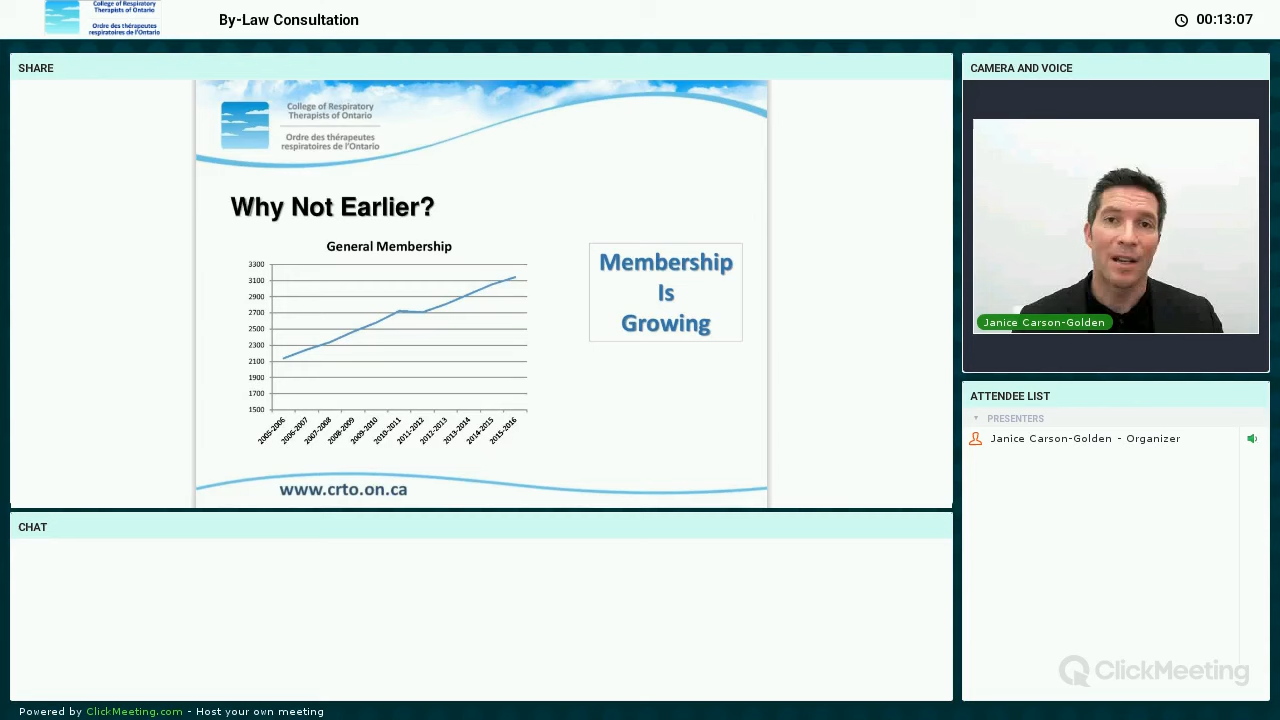 College of Respiratory
Therapists of Ontario
Ordre des thérapeutes
respiratoires de l'Ontario
By-Law Consultation
00:13:07
SHARE
College of Respiratory
Therapists of Ontario
Ordre des thérapeutes
respiratoires de l'Ontario
Why Not Earlier?
General Membership
3300
3100
2900
2700
2500
2300
2100
1900
1700
1500
2005-2006
2006-2007
2007-2008
2008-2009
2009-2010
2010-2011
2011-2012
2012-2013
2013-2014
2014-2015
2015-2016
Membership
Is
Growing
www.crto.on.ca
CAMERA AND VOICE
Janice Carson-Golden
ATTENDEE LIST
PRESENTERS
Janice Carson-Golden - Organizer
CHAT
ClickMeeting
Powered by ClickMeeting.com - Host your own meeting